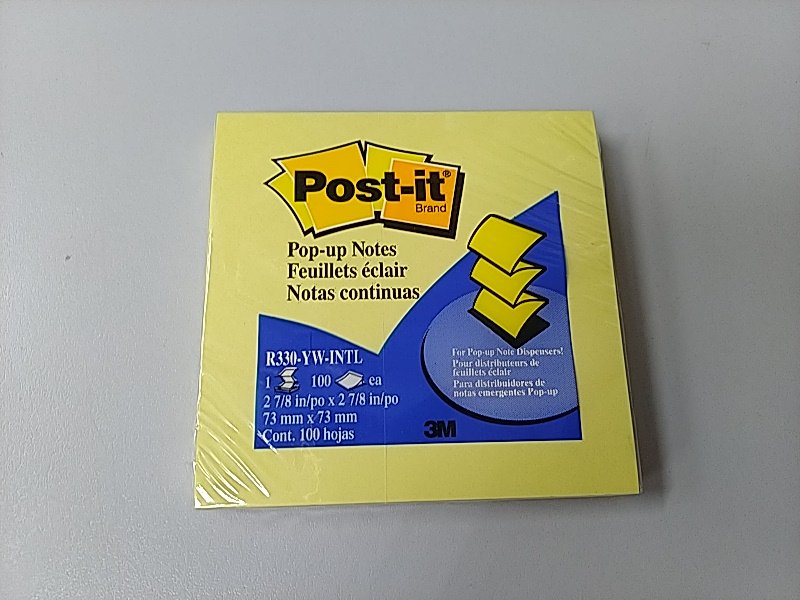 Post-it®
Brand
Pop-up Notes
Feuillets éclair
Notas continuas
R330-YW-INTL
1 100 ea
2 7/8 in/po x 2 7/8 in/po
73 mm x 73 mm
Cont. 100 hojas
For Pop-up Note Dispensers!
Pour distributeurs de
feuillets éclair
Para distribuidores de
notas emergentes Pop-up
3M